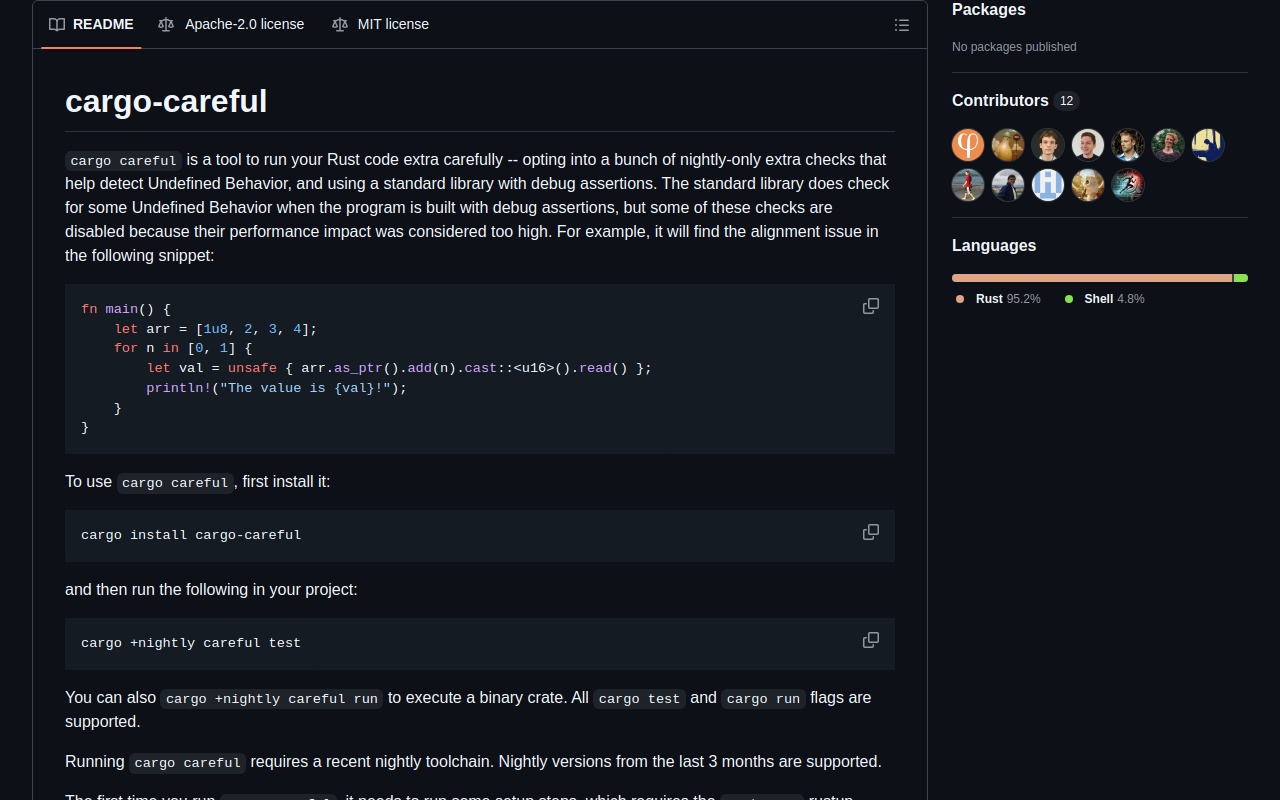 README
Apache-2.0 license
MIT license
cargo-careful
cargo careful is a tool to run your Rust code extra carefully -- opting into a bunch of nightly-only extra checks that
help detect Undefined Behavior, and using a standard library with debug assertions. The standard library does check
for some Undefined Behavior when the program is built with debug assertions, but some of these checks are
disabled because their performance impact was considered too high. For example, it will find the alignment issue in
the following snippet:
fn main() {
    let arr = [1u8, 2, 3, 4];
    for n in [0, 1] {
        let val = unsafe { arr.as_ptr().add(n).cast::<u16>().read() };
        println!("The value is {val}!");
    }
}
To use cargo careful, first install it:
cargo install cargo-careful
and then run the following in your project:
cargo +nightly careful test
You can also cargo +nightly careful run to execute a binary crate. All cargo test and cargo run flags are
supported.
Running cargo careful requires a recent nightly toolchain. Nightly versions from the last 3 months are supported.
The first time you run it needs to run some setup steps, which requires the rustup
Packages
No packages published
Contributors 12
Languages
Rust 95.2%
Shell 4.8%